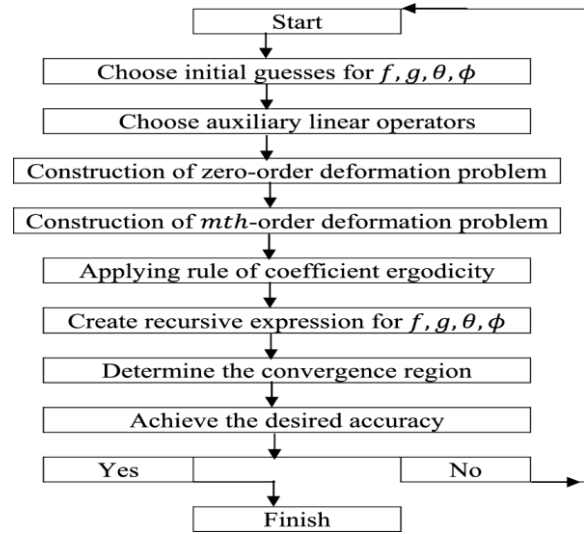 Start
Choose initial guesses for 𝑓, 𝑔, 𝜃, 𝜙
Choose auxiliary linear operators
Construction of zero-order deformation problem
Construction of 𝑚𝑡ℎ-order deformation problem
Applying rule of coefficient ergodicity
Create recursive expression for 𝑓, 𝑔, 𝜃, 𝜙
Determine the convergence region
Achieve the desired accuracy
Yes No
Finish